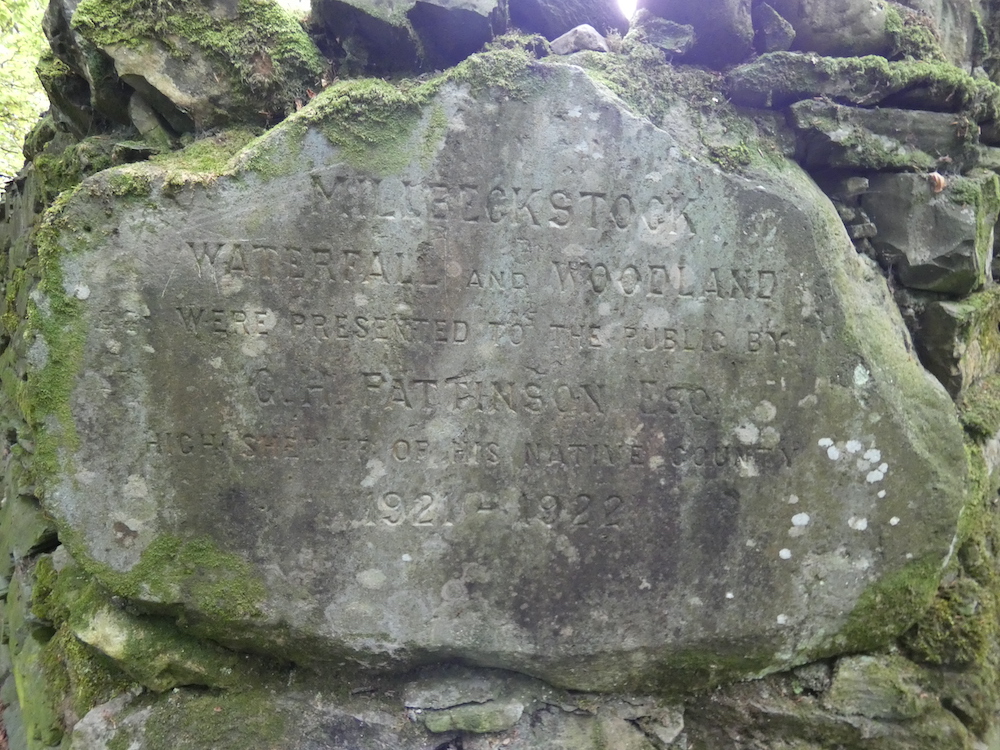 MILLBECKSTOCK
WATERFALL AND WOODLAND
WERE PRESENTED TO THE PUBLIC BY
G. H. PATTINSON ESQ.
HIGH SHERIFF OF HIS NATIVE COUNTY
1921 - 1922